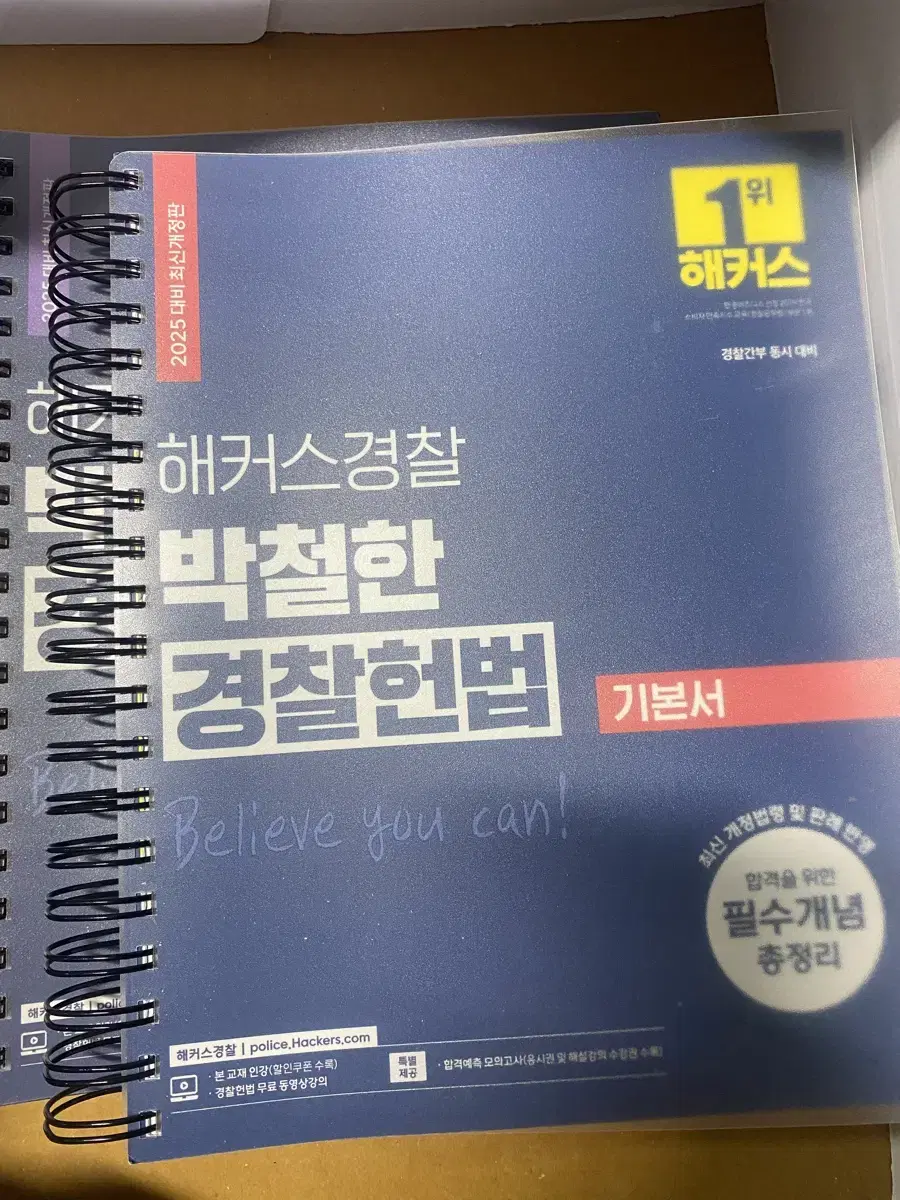 2025 대비 최신개정판
1위
해커스
경찰간부 동시 대비
해커스경찰
박철한
경찰헌법
기본서
Believe you can!
최신 개정법령 및 판례 반영
합격을 위한
필수개념
총정리
해커스경찰 | police.Hackers.com
· 본 교재 인강(할인쿠폰 수록)
· 경찰헌법 무료 동영상강의
특별
제공
· 합격예측 모의고사(응시권 및 해설강의 수강권 수록)